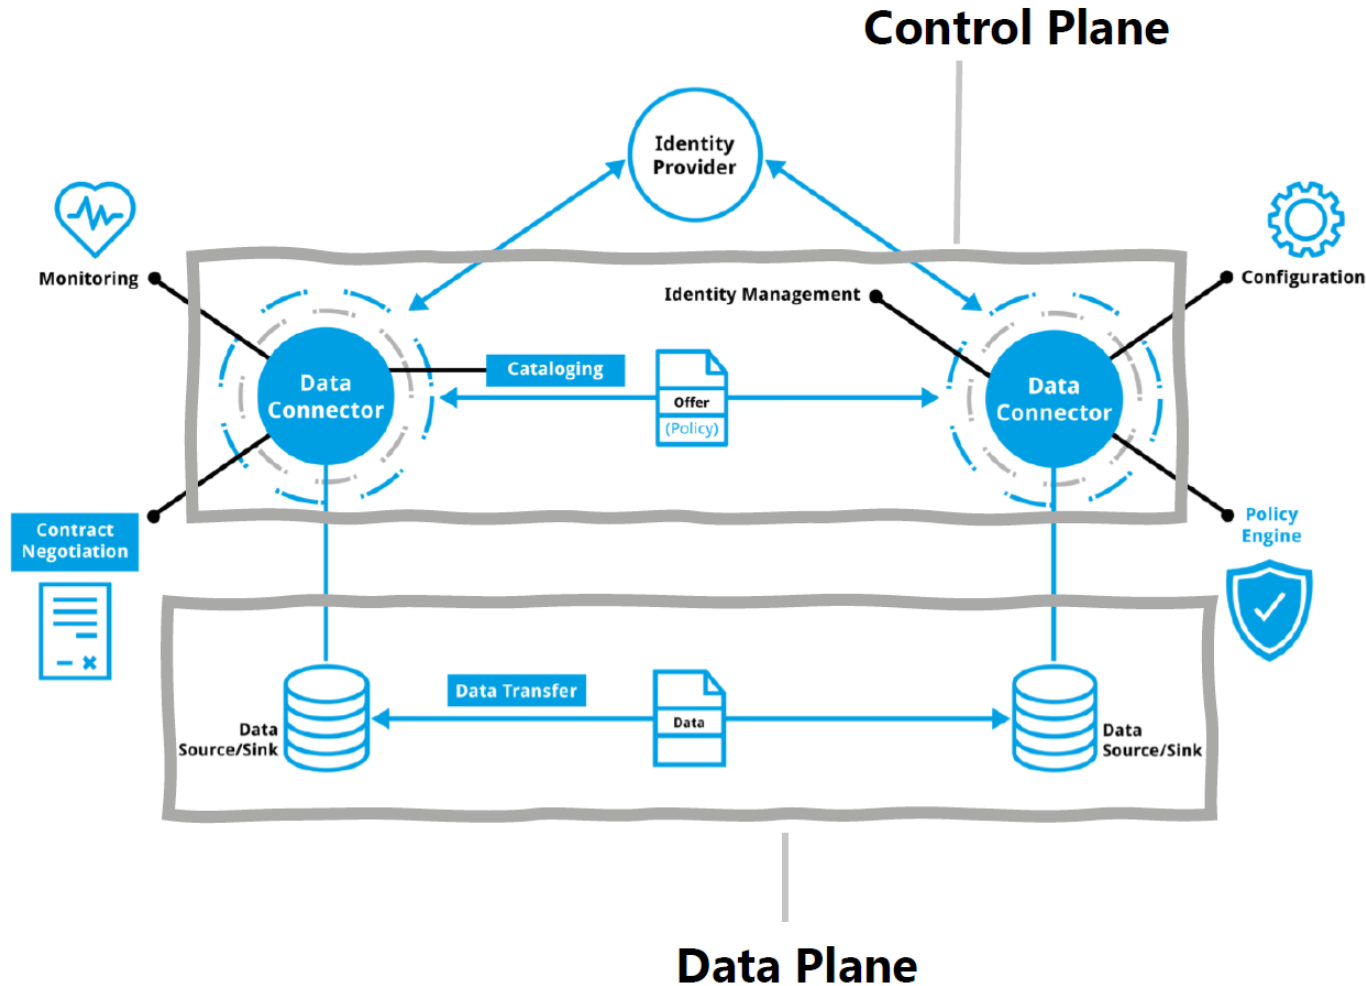 Control Plane
Identity
Provider
Monitoring
Identity Management
Configuration
Cataloging
Data
Connector
Offer
(Policy)
Data
Connector
Contract
Negotiation
Policy
Engine
Data Transfer
Data
Source/Sink
Data
Data
Source/Sink
Data Plane